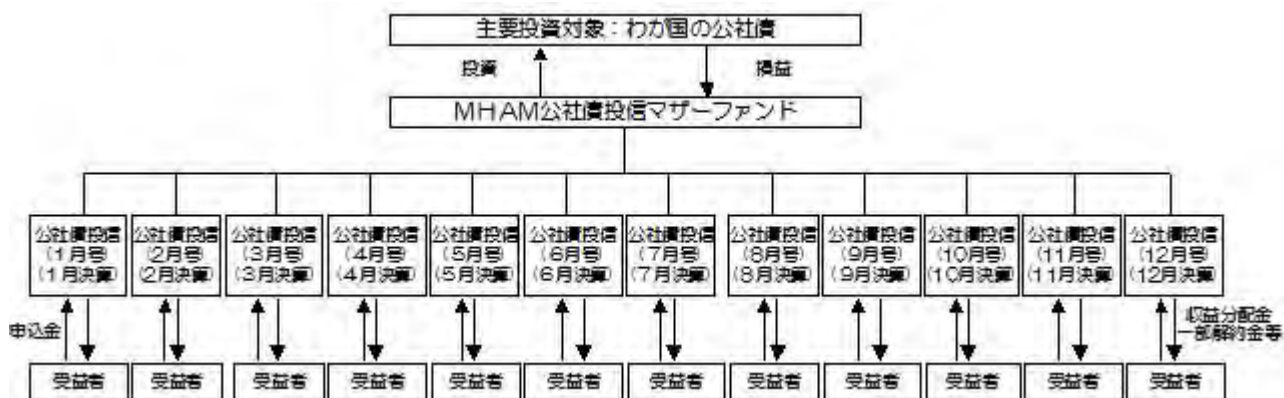 主要投資対象：わが国の公社債
投資
損益
MHAM公社債投信マザーファンド
公社債投信
(1月号)
(1月決算)
公社債投信
(2月号)
(2月決算)
公社債投信
(3月号)
(3月決算)
公社債投信
(4月号)
(4月決算)
公社債投信
(5月号)
(5月決算)
公社債投信
(6月号)
(6月決算)
公社債投信
(7月号)
(7月決算)
公社債投信
(8月号)
(8月決算)
公社債投信
(9月号)
(9月決算)
公社債投信
(10月号)
(10月決算)
公社債投信
(11月号)
(11月決算)
公社債投信
(12月号)
(12月決算)
申込金
収益分配金
一部解約金等
受益者
受益者
受益者
受益者
受益者
受益者
受益者
受益者
受益者
受益者
受益者
受益者